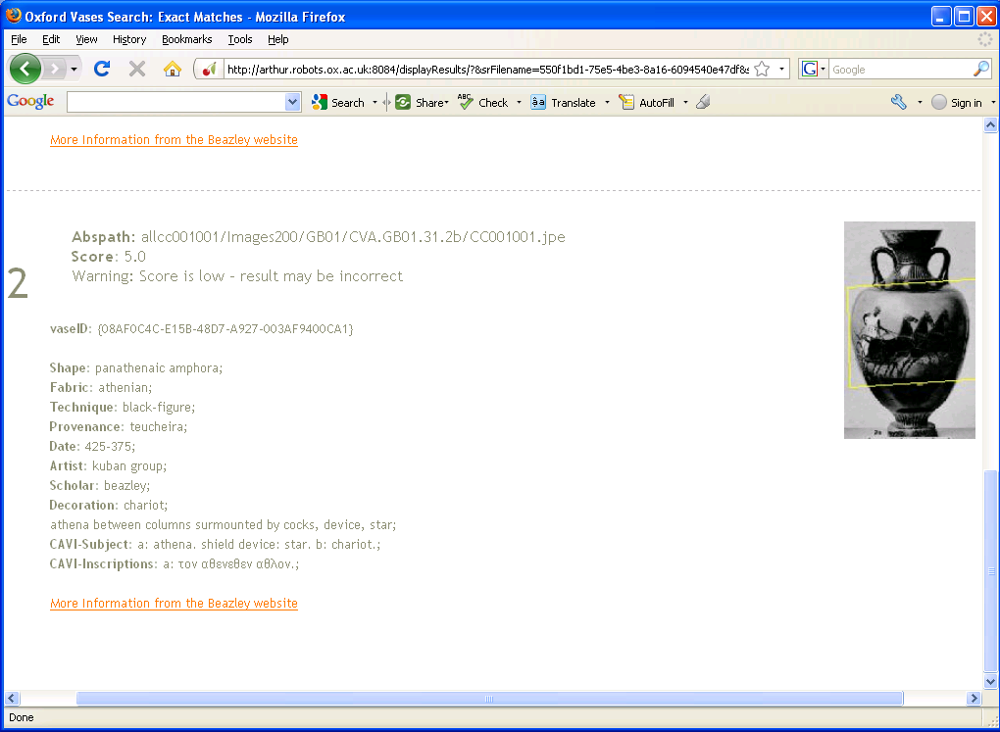 Oxford Vases Search: Exact Matches - Mozilla Firefox
File Edit View History Bookmarks Tools Help
http://arthur.robots.ox.ac.uk:8084/displayResults/?&srFilename=550f1bd1-75e5-4be3-8a16-6094540e47df&s
G Google
Google Search Share ABC Check âa Translate AutoFill Sign in
More Information from the Beazley website
2
Abspath: allcc001001/Images200/GB01/CVA.GB01.31.2b/CC001001.jpe
Score: 5.0
Warning: Score is low - result may be incorrect
vaseID: {08AF0C4C-E15B-48D7-A927-003AF9400CA1}
Shape: panathenaic amphora;
Fabric: athenian;
Technique: black-figure;
Provenance: teucheira;
Date: 425-375;
Artist: kuban group;
Scholar: beazley;
Decoration: chariot;
athena between columns surmounted by cocks, device, star;
CAVI-Subject: a: athena. shield device: star. b: chariot.;
CAVI-Inscriptions: a: τον αθενεθεν αθλον.;
More Information from the Beazley website
Done